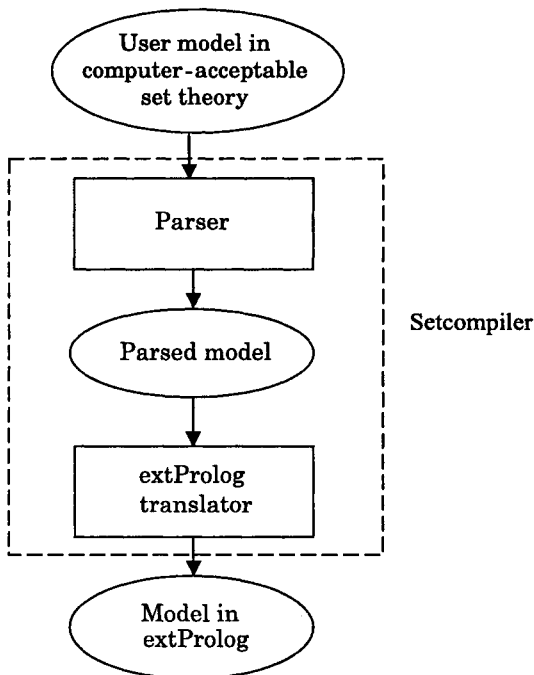 User model in
computer-acceptable
set theory
Parser
Setcompiler
Parsed model
extProlog
translator
Model in
extProlog